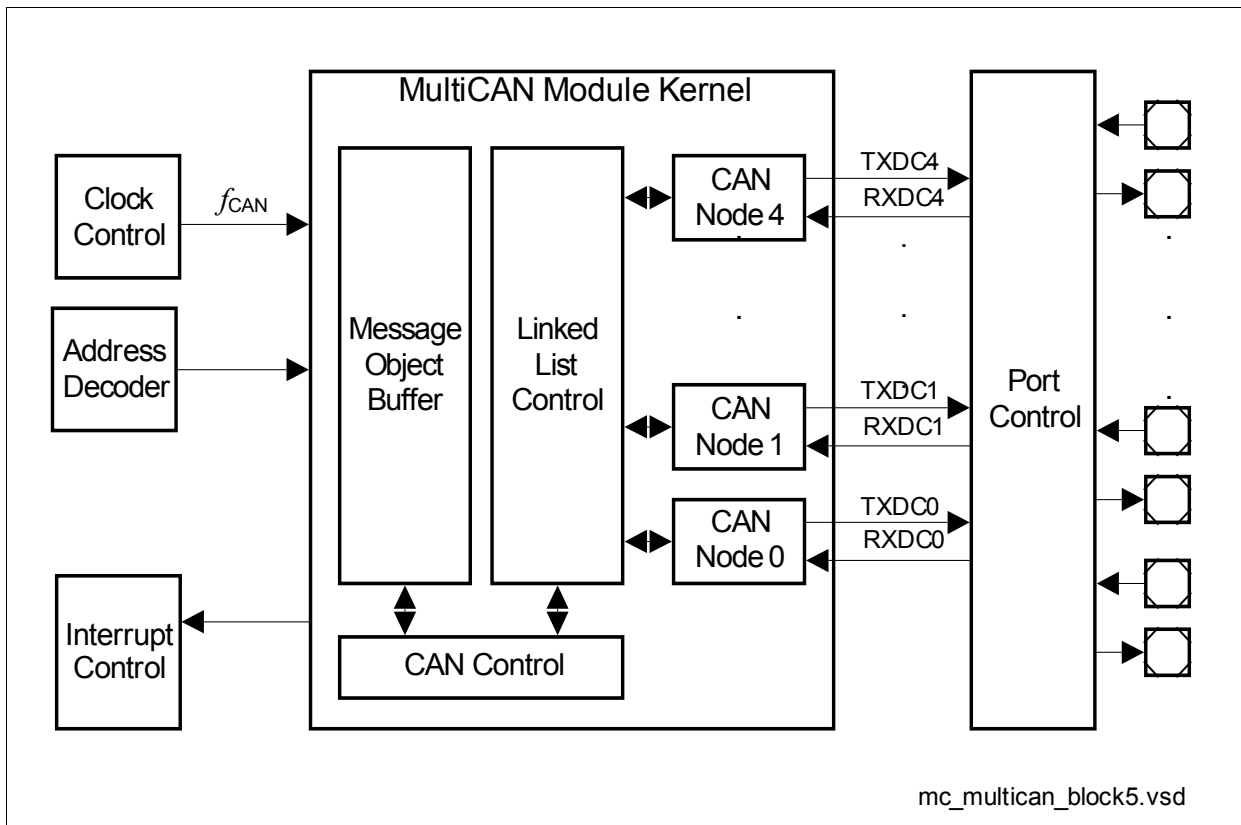 MultiCAN Module Kernel
Clock
Control
fCAN
Address
Decoder
Interrupt
Control
Message
Object
Buffer
Linked
List
Control
CAN Control
CAN
Node 4
CAN
Node 1
CAN
Node 0
TXDC4
RXDC4
TXDC1
RXDC1
TXDC0
RXDC0
Port
Control
mc_multican_block5.vsd